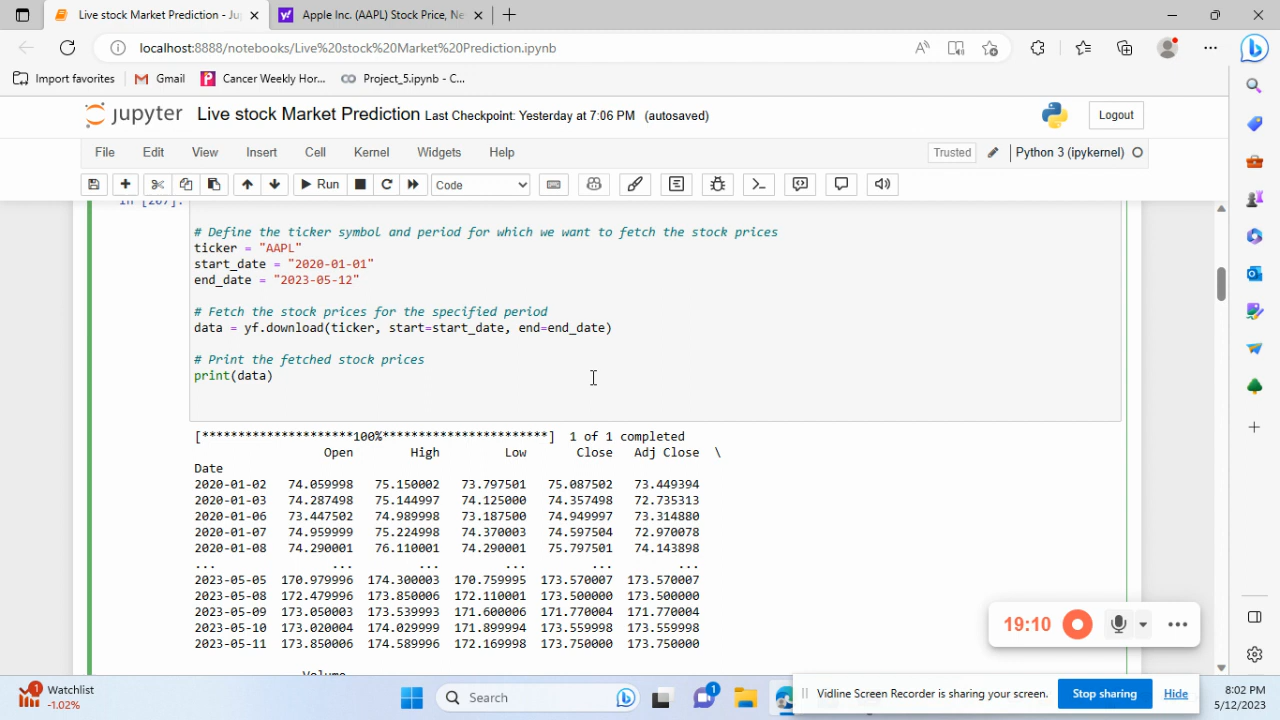 Live stock Market Prediction - Ju
Apple Inc. (AAPL) Stock Price, Ne
localhost:8888/notebooks/Live%20stock%20Market%20Prediction.ipynb
Import favorites
Gmail
Cancer Weekly Hor...
Project_5.ipynb - C...
jupyter Live stock Market Prediction Last Checkpoint: Yesterday at 7:06 PM (autosaved)
Logout
File Edit View Insert Cell Kernel Widgets Help
Trusted Python 3 (ipykernel)
Run Code
In [207]:
# Define the ticker symbol and period for which we want to fetch the stock prices
ticker = "AAPL"
start_date = "2020-01-01"
end_date = "2023-05-12"
# Fetch the stock prices for the specified period
data = yf.download(ticker, start=start_date, end=end_date)
# Print the fetched stock prices
print(data)
[*********************100%***********************] 1 of 1 completed
Open High Low Close Adj Close \
Date
2020-01-02 74.059998 75.150002 73.797501 75.087502 73.449394
2020-01-03 74.287498 75.144997 74.125000 74.357498 72.735313
2020-01-06 73.447502 74.989998 73.187500 74.949997 73.314880
2020-01-07 74.959999 75.224998 74.370003 74.597504 72.970078
2020-01-08 74.290001 76.110001 74.290001 75.797501 74.143898
... ... ... ... ... ...
2023-05-05 170.979996 174.300003 170.759995 173.570007 173.570007
2023-05-08 172.479996 173.850006 172.110001 173.500000 173.500000
2023-05-09 173.050003 173.539993 171.600006 171.770004 171.770004
2023-05-10 173.020004 174.029999 171.899994 173.559998 173.559998
2023-05-11 173.850006 174.589996 172.169998 173.750000 173.750000
Volume
19:10
Watchlist
-1.02%
1
Search
1
Vidline Screen Recorder is sharing your screen.
Stop sharing
Hide
8:02 PM
5/12/2023